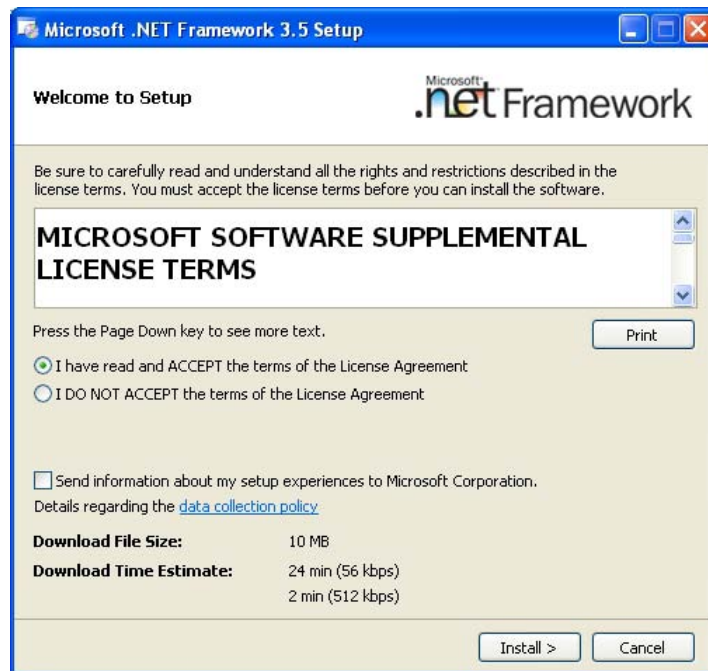 Microsoft .NET Framework 3.5 Setup
Welcome to Setup
Microsoft
.net Framework
Be sure to carefully read and understand all the rights and restrictions described in the
license terms. You must accept the license terms before you can install the software.
MICROSOFT SOFTWARE SUPPLEMENTAL
LICENSE TERMS
Press the Page Down key to see more text.
Print
I have read and ACCEPT the terms of the License Agreement
I DO NOT ACCEPT the terms of the License Agreement
Send information about my setup experiences to Microsoft Corporation.
Details regarding the data collection policy
Download File Size: 10 MB
Download Time Estimate: 24 min (56 kbps)
2 min (512 kbps)
Install > Cancel